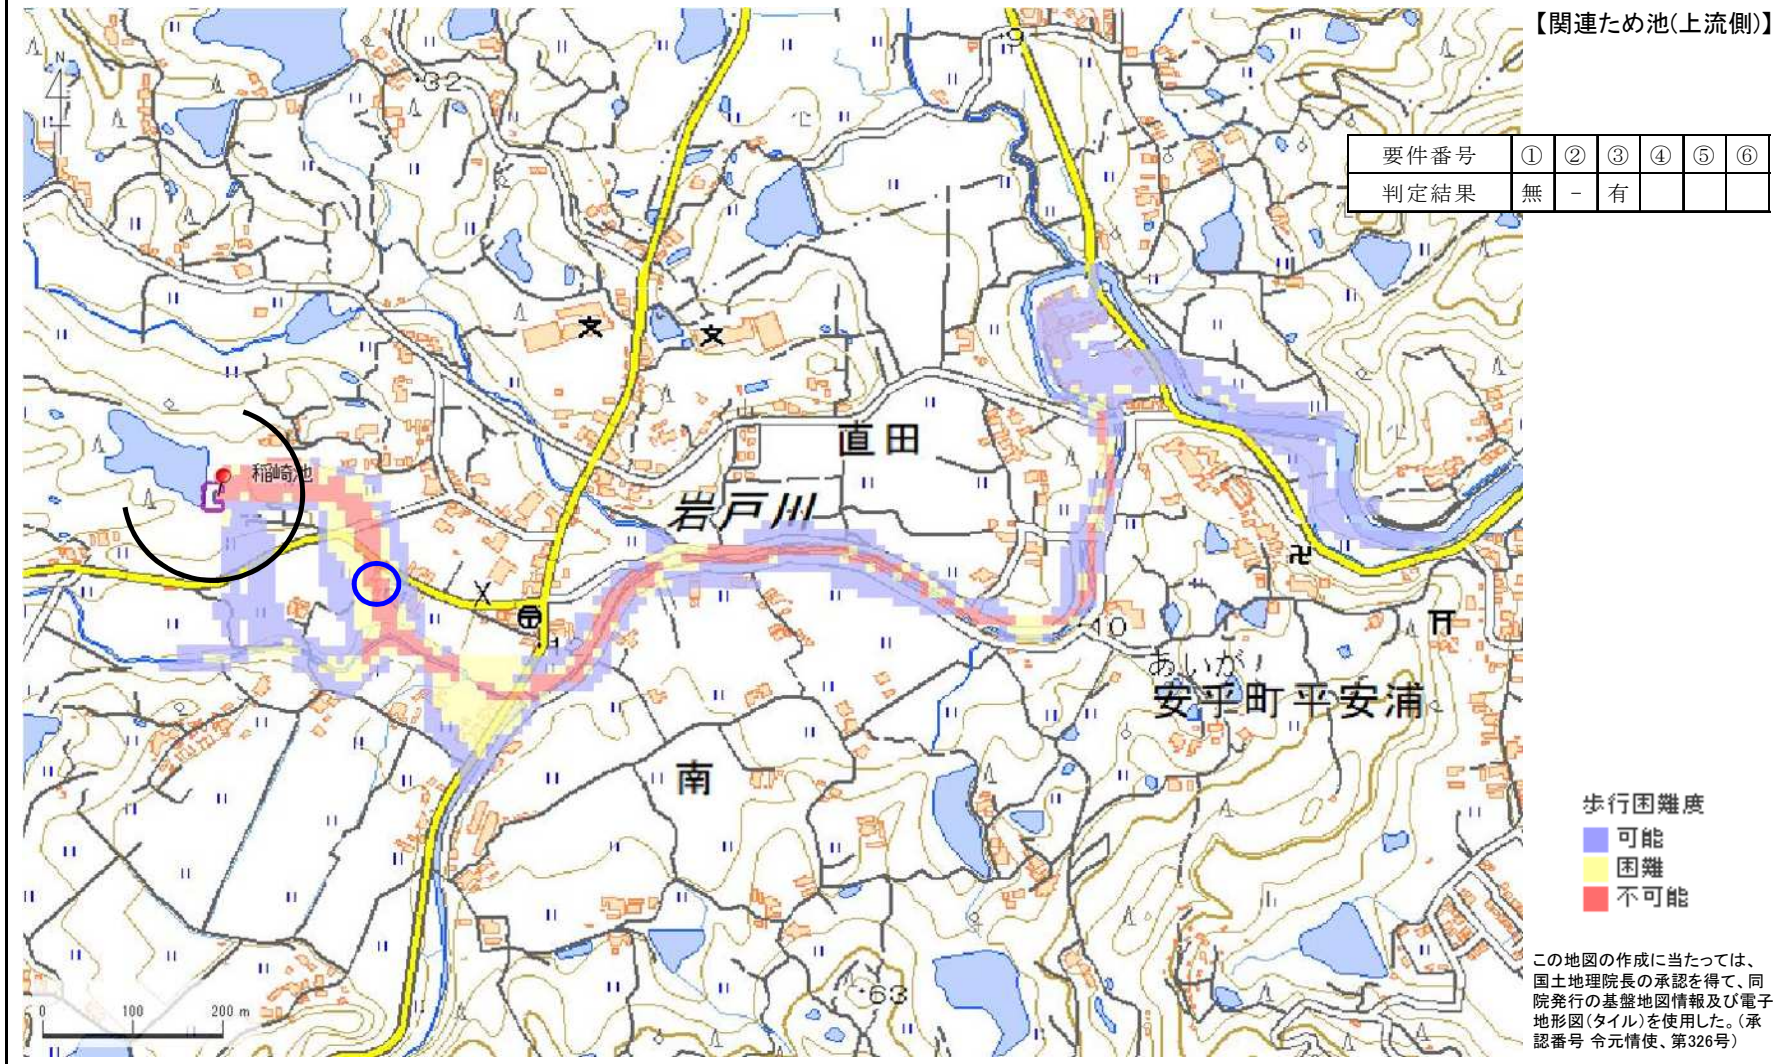 【関連ため池(上流側)】
要件番号 ① ② ③ ④ ⑤ ⑥
判定結果 無 - 有
N
・32
・9
文 文
直田
稲崎池
岩戸川
・10
あいが
安乎町平安浦
南
・63
0 100 200 m
歩行困難度
可能
困難
不可能
この地図の作成に当たっては、
国土地理院長の承認を得て、同
院発行の基盤地図情報及び電子
地形図(タイル)を使用した。(承
認番号 令元情使、第326号)